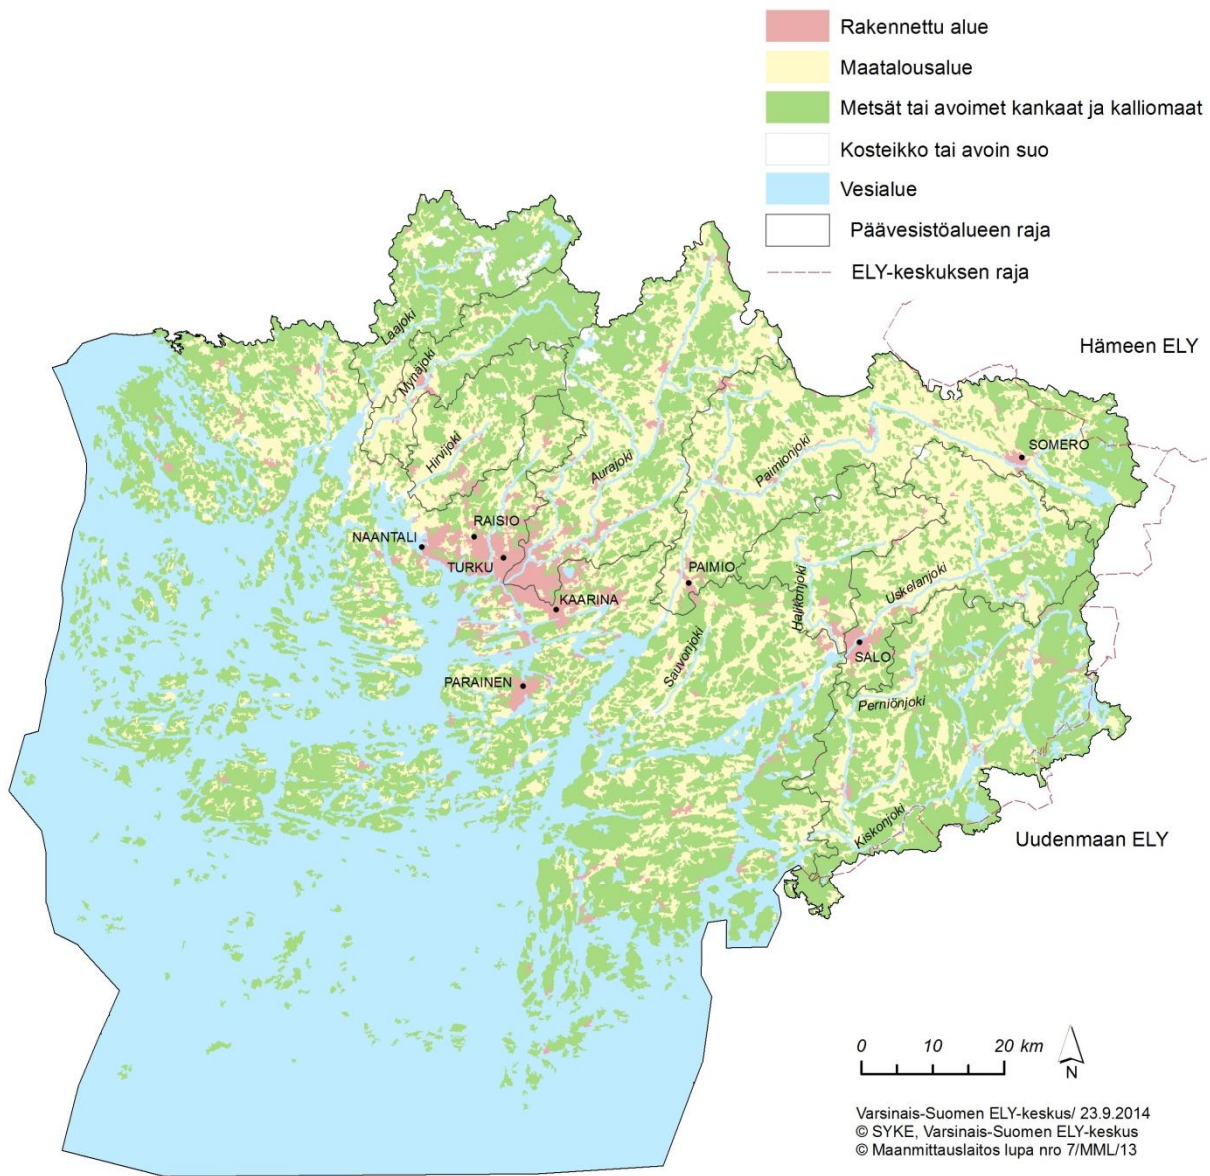 Rakennettu alue
Maatalousalue
Metsät tai avoimet kankaat ja kalliomaat
Kosteikko tai avoin suo
Vesialue
Päävesistöalueen raja
ELY-keskuksen raja
Hämeen ELY
Laajoki
Mynäjoki
Hirvijoki
Aurajoki
Paimionjoki
SOMERO
RAISIO
NAANTALI
TURKU
KAARINA
PAIMIO
Halikonjoki
Uskelanjoki
SALO
Sauvonjoki
PARAINEN
Perniönjoki
Kiskonjoki
Uudenmaan ELY
0 10 20 km
N
Varsinais-Suomen ELY-keskus/ 23.9.2014
© SYKE, Varsinais-Suomen ELY-keskus
© Maanmittauslaitos lupa nro 7/MML/13